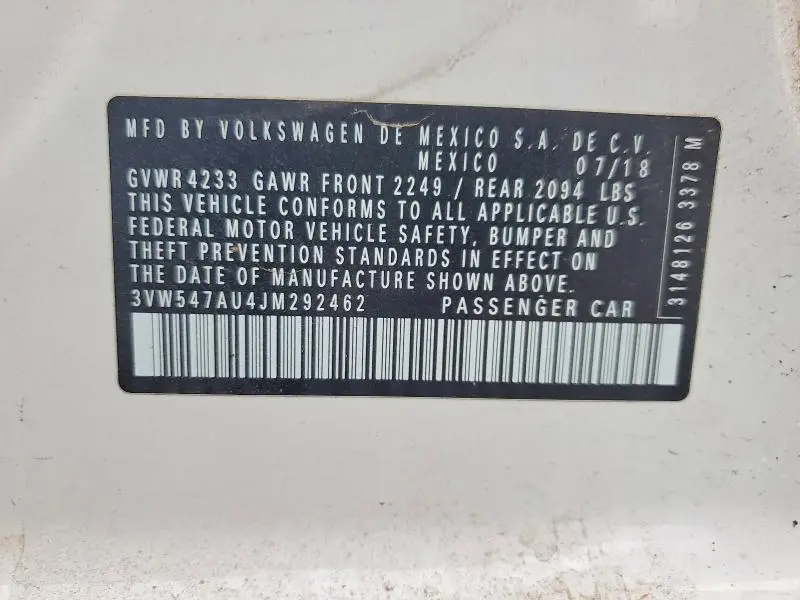 MFD BY VOLKSWAGEN DE MEXICO S.A. DE C.V.
MEXICO 07/18
GVWR 4233 GAWR FRONT 2249 / REAR 2094 LBS
THIS VEHICLE CONFORMS TO ALL APPLICABLE U.S.
FEDERAL MOTOR VEHICLE SAFETY, BUMPER AND
THEFT PREVENTION STANDARDS IN EFFECT ON
THE DATE OF MANUFACTURE SHOWN ABOVE.
3VW547AU4JM292462 PASSENGER CAR
3148126 3378 M